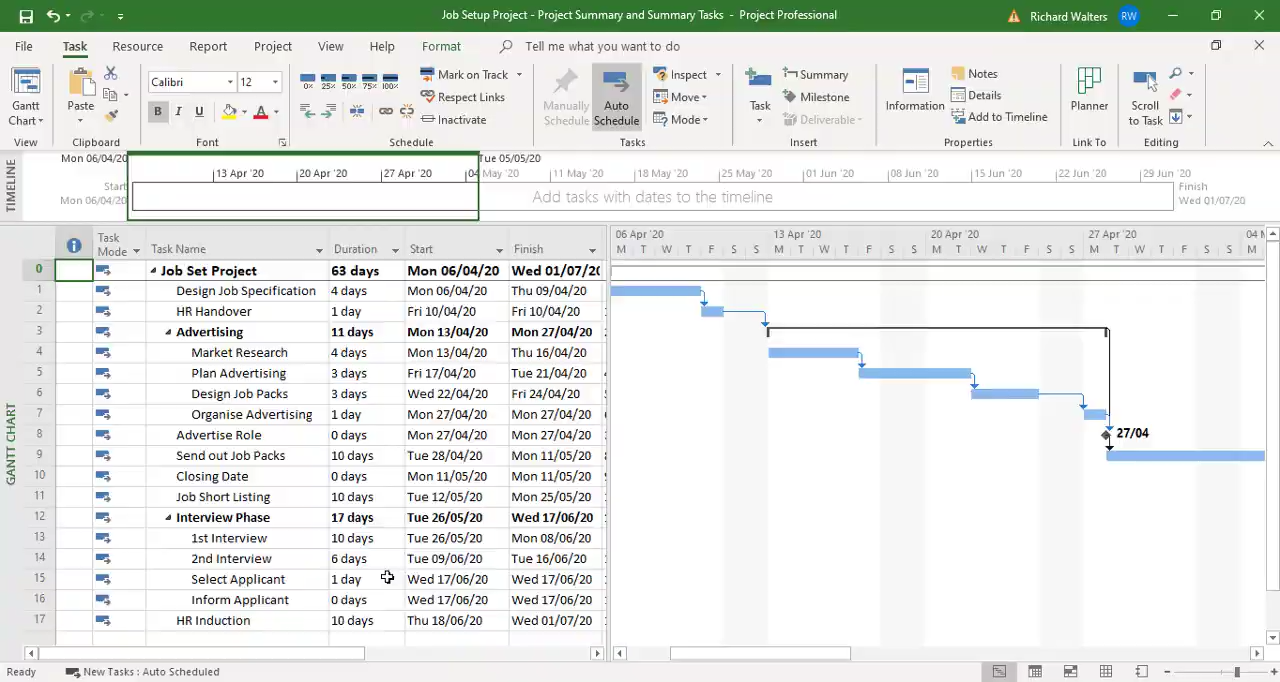 Job Setup Project - Project Summary and Summary Tasks - Project Professional
Richard Walters RW
File Task Resource Report Project View Help Format Tell me what you want to do
Gantt Chart
View
Paste
Clipboard
Calibri 12
B I U A
Font
0% 25% 50% 75% 100%
Mark on Track
Respect Links
Inactivate
Schedule
Manually Schedule
Auto Schedule
Inspect
Move
Mode
Tasks
Task
Summary
Milestone
Deliverable
Insert
Information
Notes
Details
Add to Timeline
Properties
Planner
Link To
Scroll to Task
Editing
TIMELINE
Mon 06/04/20 Tue 05/05/20
13 Apr '20 20 Apr '20 27 Apr '20 04 May '20 11 May '20 18 May '20 25 May '20 01 Jun '20 08 Jun '20 15 Jun '20 22 Jun '20 29 Jun '20
Start
Mon 06/04/20
Add tasks with dates to the timeline
Finish
Wed 01/07/20
GANTT CHART
Task Mode Task Name Duration Start Finish
06 Apr '20 13 Apr '20 20 Apr '20 27 Apr '20 04 M
M T W T F S S M T W T F S S M T W T F S S M T W T F S S M
0 Job Set Project 63 days Mon 06/04/20 Wed 01/07/20
1 Design Job Specification 4 days Mon 06/04/20 Thu 09/04/20
2 HR Handover 1 day Fri 10/04/20 Fri 10/04/20
3 Advertising 11 days Mon 13/04/20 Mon 27/04/20
4 Market Research 4 days Mon 13/04/20 Thu 16/04/20
5 Plan Advertising 3 days Fri 17/04/20 Tue 21/04/20
6 Design Job Packs 3 days Wed 22/04/20 Fri 24/04/20
7 Organise Advertising 1 day Mon 27/04/20 Mon 27/04/20
8 Advertise Role 0 days Mon 27/04/20 Mon 27/04/20 27/04
9 Send out Job Packs 10 days Tue 28/04/20 Mon 11/05/20
10 Closing Date 0 days Mon 11/05/20 Mon 11/05/20
11 Job Short Listing 10 days Tue 12/05/20 Mon 25/05/20
12 Interview Phase 17 days Tue 26/05/20 Wed 17/06/20
13 1st Interview 10 days Tue 26/05/20 Mon 08/06/20
14 2nd Interview 6 days Tue 09/06/20 Tue 16/06/20
15 Select Applicant 1 day Wed 17/06/20 Wed 17/06/20
16 Inform Applicant 0 days Wed 17/06/20 Wed 17/06/20
17 HR Induction 10 days Thu 18/06/20 Wed 01/07/20
Ready New Tasks : Auto Scheduled